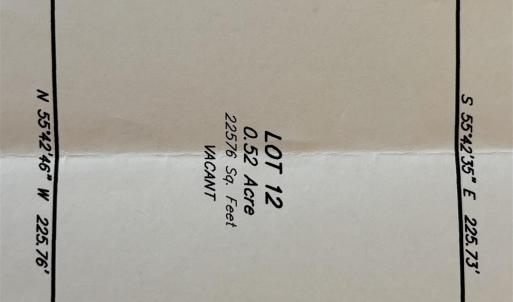 S 55°42'35" E 225.73'
LOT 12
0.52 Acre
22576 Sq. Feet
VACANT
N 55°42'46" W 225.76'